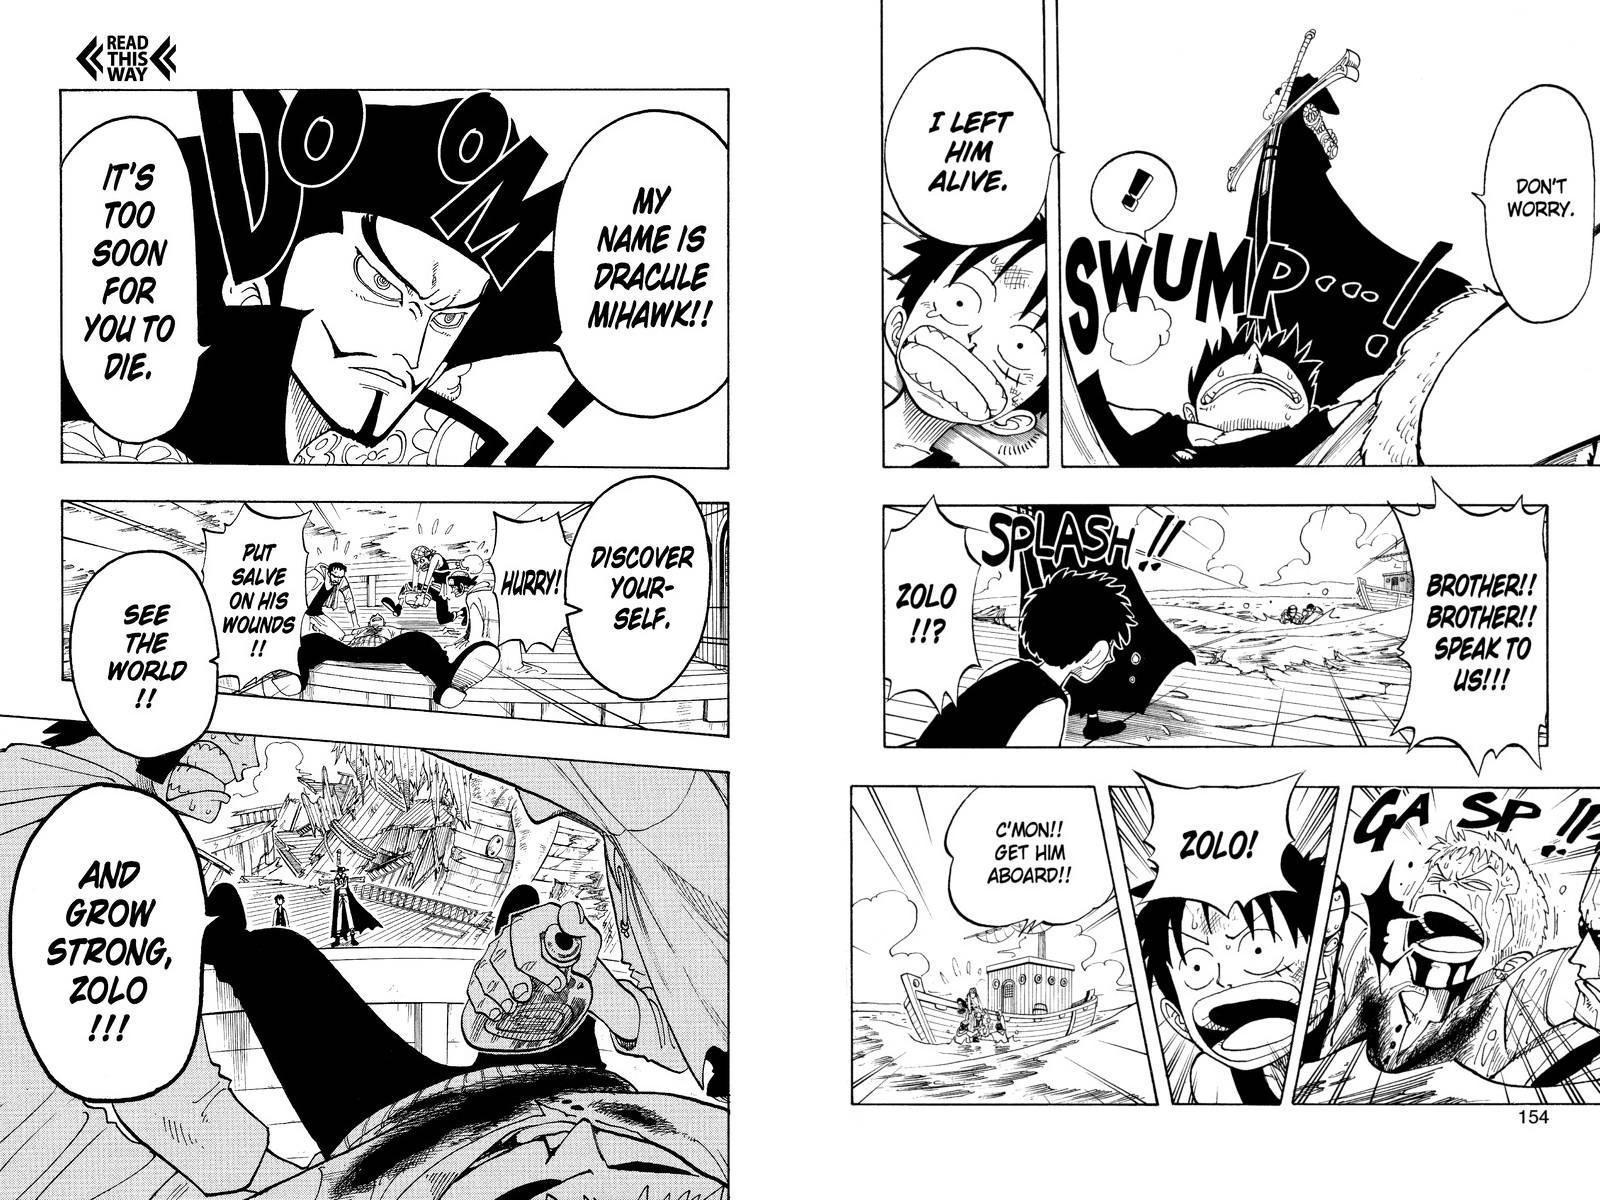 DON'T
WORRY.
!
SWUMP...!
I LEFT
HIM
ALIVE.
BROTHER!!
BROTHER!!
SPEAK TO
US!!!
SPLASH!!
ZOLO
!!?
GASP!!
ZOLO!
C'MON!!
GET HIM
ABOARD!!
154
READ
THIS
WAY
MY
NAME IS
DRACULE
MIHAWK!!
DOOM!!
IT'S
TOO
SOON
FOR
YOU TO
DIE.
DISCOVER
YOUR-
SELF.
HURRY!
PUT
SALVE
ON HIS
WOUNDS
!!
SEE
THE
WORLD
!!
AND
GROW
STRONG,
ZOLO
!!!